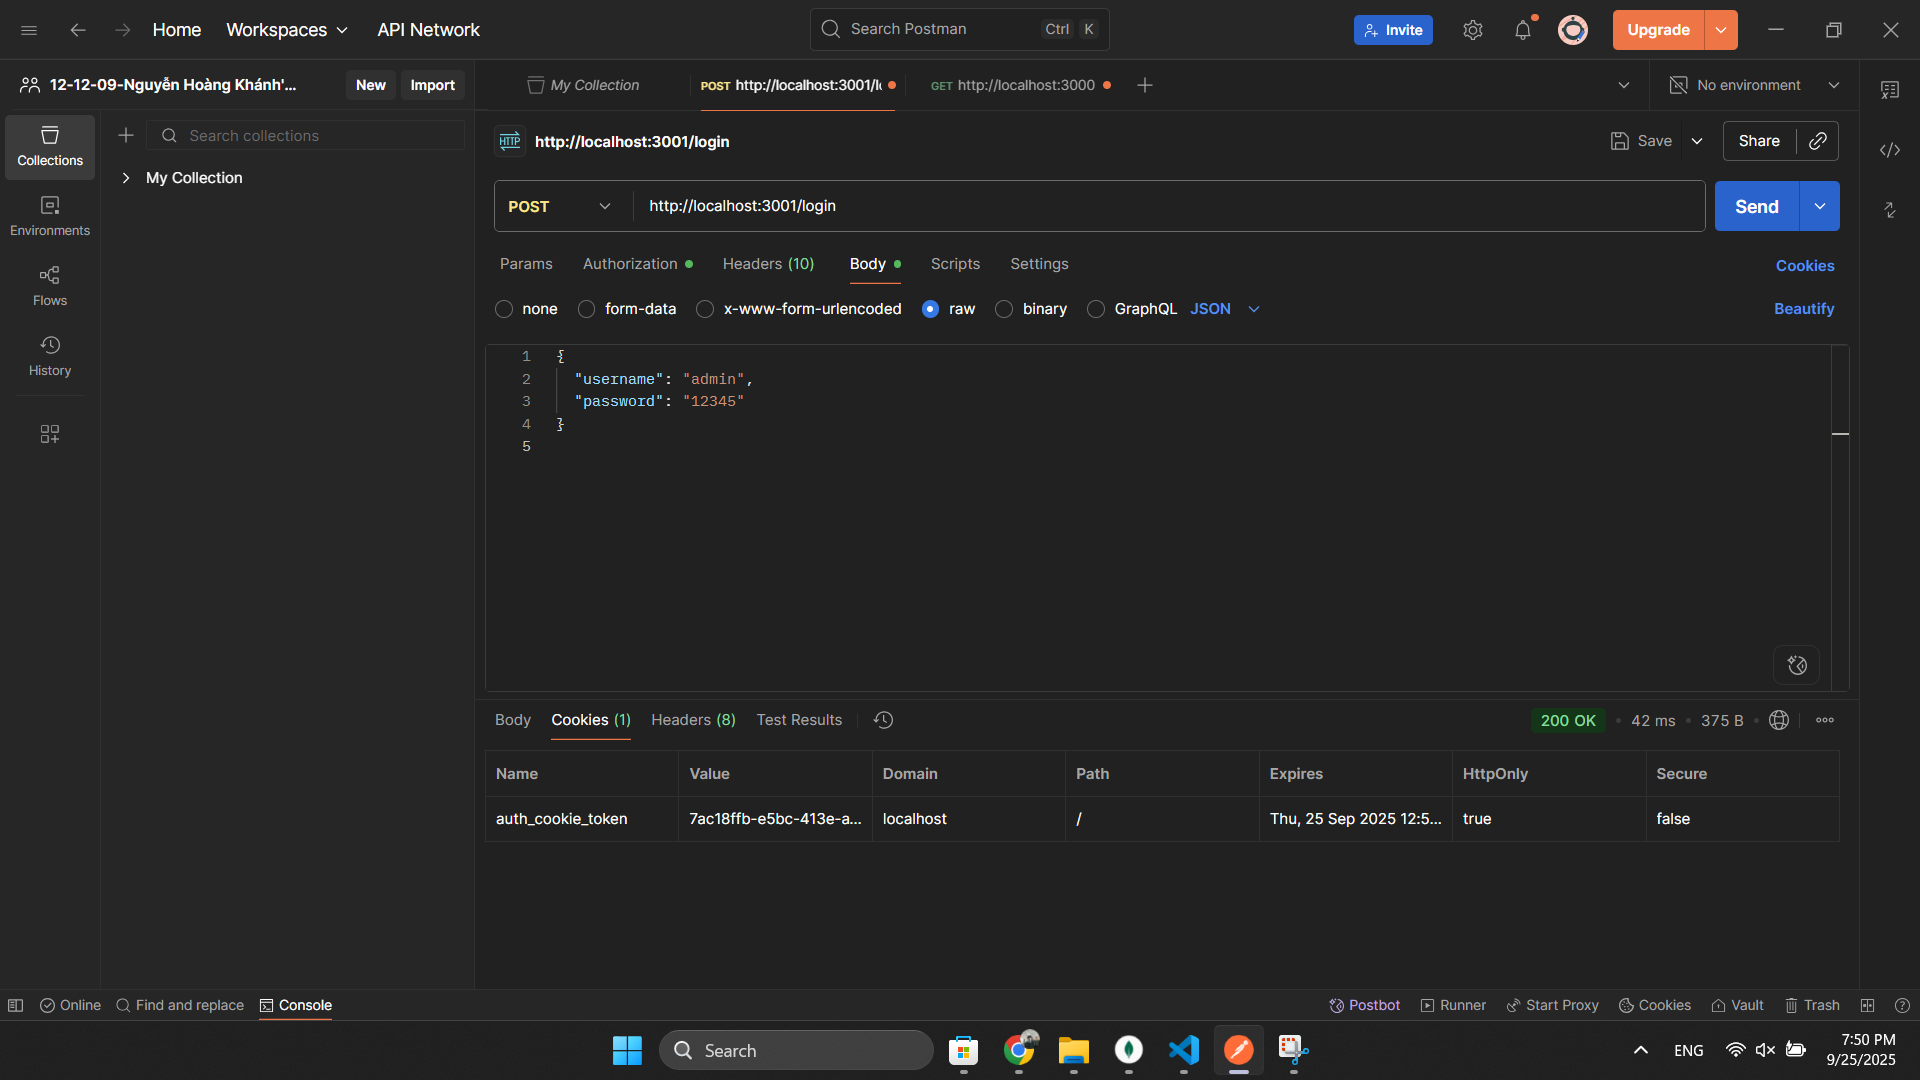 Home Workspaces API Network Search Postman Ctrl K Invite Upgrade
12-12-09-Nguyễn Hoàng Khánh'... New Import My Collection POST http://localhost:3001/l GET http://localhost:3000 No environment
Collections
Search collections
My Collection
Environments
Flows
History
HTTP http://localhost:3001/login Save Share
POST http://localhost:3001/login Send
Params Authorization Headers (10) Body Scripts Settings Cookies
none form-data x-www-form-urlencoded raw binary GraphQL JSON Beautify
1 {
2 "username": "admin",
3 "password": "12345"
4 }
5
Body Cookies (1) Headers (8) Test Results 200 OK 42 ms 375 B
Name Value Domain Path Expires HttpOnly Secure
auth_cookie_token 7ac18ffb-e5bc-413e-a... localhost / Thu, 25 Sep 2025 12:5... true false
Online Find and replace Console Postbot Runner Start Proxy Cookies Vault Trash
Search ENG 7:50 PM
9/25/2025